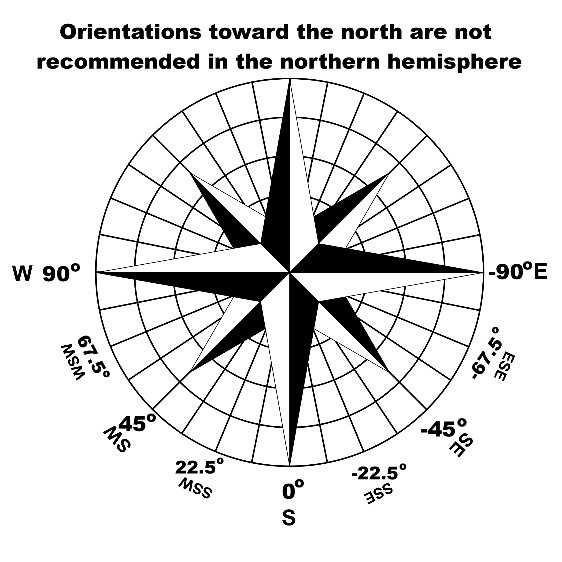 Orientations toward the north are not
recommended in the northern hemisphere
W 90°
-90°E
67.5°
WSW
-67.5°
ESE
45°
SW
-45°
SE
22.5°
SSW
-22.5°
SSE
0°
S